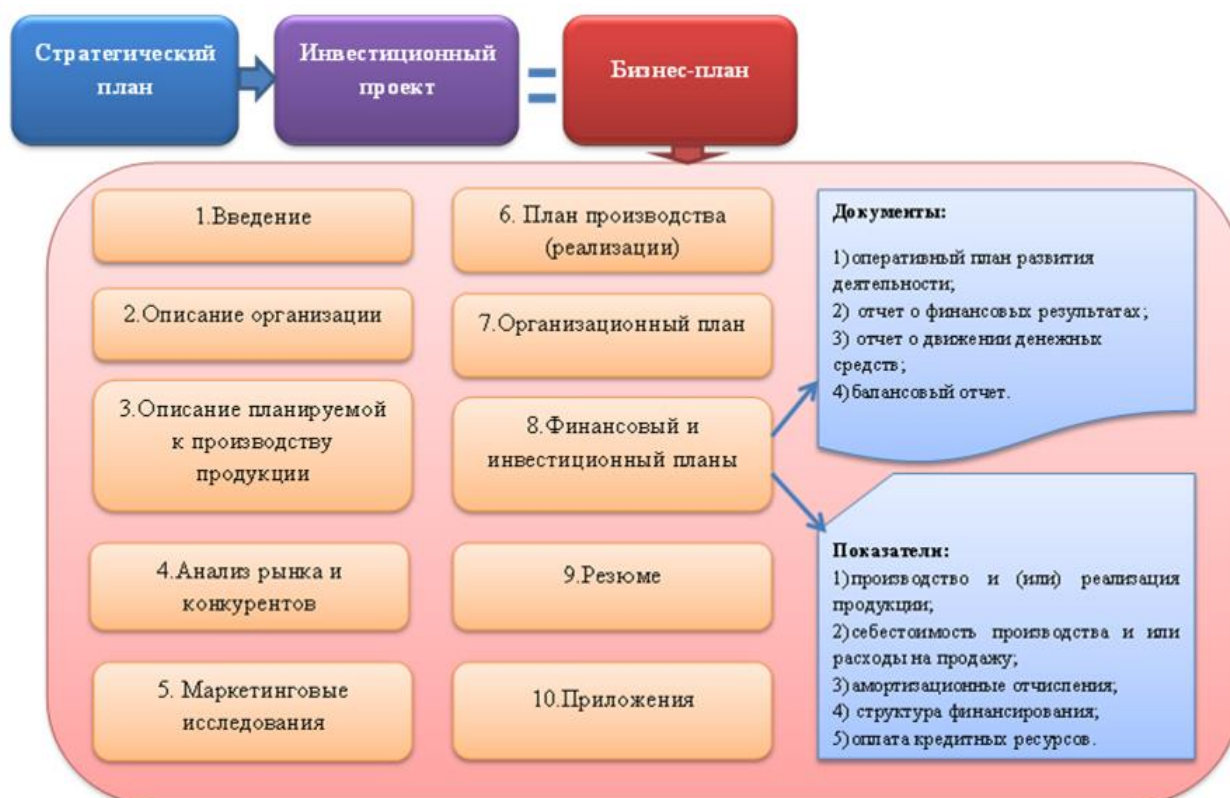 Стратегический
план
Инвестиционный
проект
Бизнес-план
1.Введение
2.Описание организации
3.Описание планируемой
к производству
продукции
4.Анализ рынка и
конкурентов
5. Маркетинговые
исследования
6. План производства
(реализации)
7.Организационный план
8.Финансовый и
инвестиционный планы
9.Резюме
10.Приложения
Документы:
1)оперативный план развития
деятельности;
2) отчет о финансовых результатах;
3) отчет о движении денежных
средств;
4)балансовый отчет.
Показатели:
1)производство и (или) реализация
продукции;
2)себестоимость производства и или
расходы на продажу;
3)амортизационные отчисления;
4) структура финансирования;
5)оплата кредитных ресурсов.